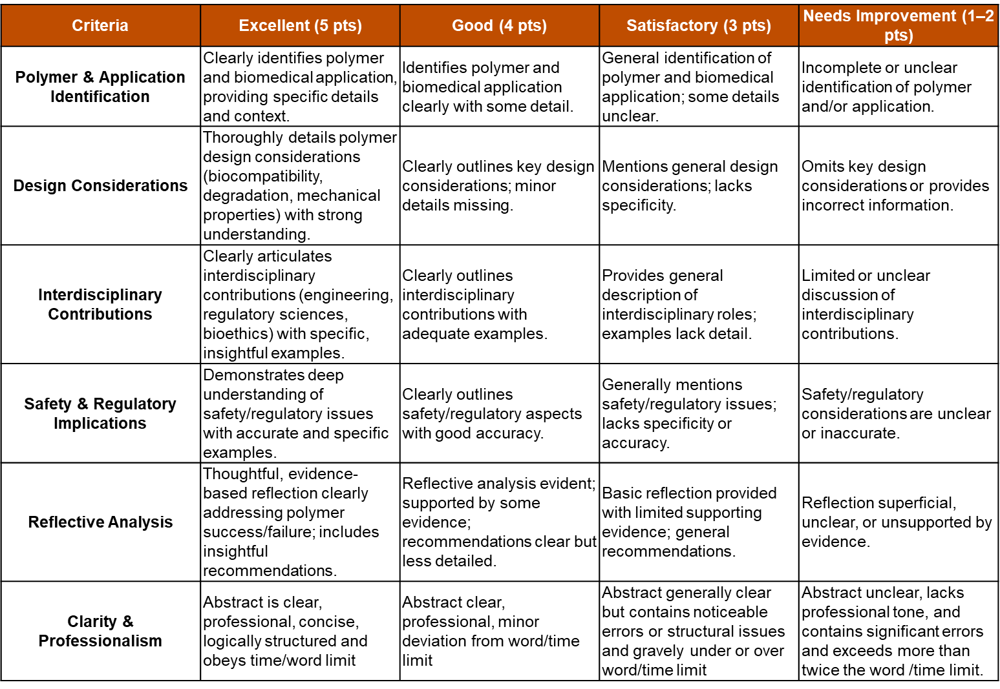 Criteria
Excellent (5 pts)
Good (4 pts)
Satisfactory (3 pts)
Needs Improvement (1–2
pts)
Polymer & Application
Identification
Clearly identifies polymer
and biomedical application,
providing specific details
and context.
Identifies polymer and
biomedical application
clearly with some detail.
General identification of
polymer and biomedical
application; some details
unclear.
Incomplete or unclear
identification of polymer
and/or application.
Design Considerations
Thoroughly details polymer
design considerations
(biocompatibility,
degradation, mechanical
properties) with strong
understanding.
Clearly outlines key design
considerations; minor
details missing.
Mentions general design
considerations; lacks
specificity.
Omits key design
considerations or provides
incorrect information.
Interdisciplinary
Contributions
Clearly articulates
interdisciplinary
contributions (engineering,
regulatory sciences,
bioethics) with specific,
insightful examples.
Clearly outlines
interdisciplinary
contributions with
adequate examples.
Provides general
description of
interdisciplinary roles;
examples lack detail.
Limited or unclear
discussion of
interdisciplinary
contributions.
Safety & Regulatory
Implications
Demonstrates deep
understanding of
safety/regulatory issues
with accurate and specific
examples.
Clearly outlines
safety/regulatory aspects
with good accuracy.
Generally mentions
safety/regulatory issues;
lacks specificity or
accuracy.
Safety/regulatory
considerations are unclear
or inaccurate.
Reflective Analysis
Thoughtful, evidence-
based reflection clearly
addressing polymer
success/failure; includes
insightful
recommendations.
Reflective analysis evident;
supported by some
evidence;
recommendations clear but
less detailed.
Basic reflection provided
with limited supporting
evidence; general
recommendations.
Reflection superficial,
unclear, or unsupported by
evidence.
Clarity &
Professionalism
Abstract is clear,
professional, concise,
logically structured and
obeys time/word limit
Abstract clear,
professional, minor
deviation from word/time
limit
Abstract generally clear
but contains noticeable
errors or structural issues
and gravely under or over
word/time limit
Abstract unclear, lacks
professional tone, and
contains significant errors
and exceeds more than
twice the word /time limit.